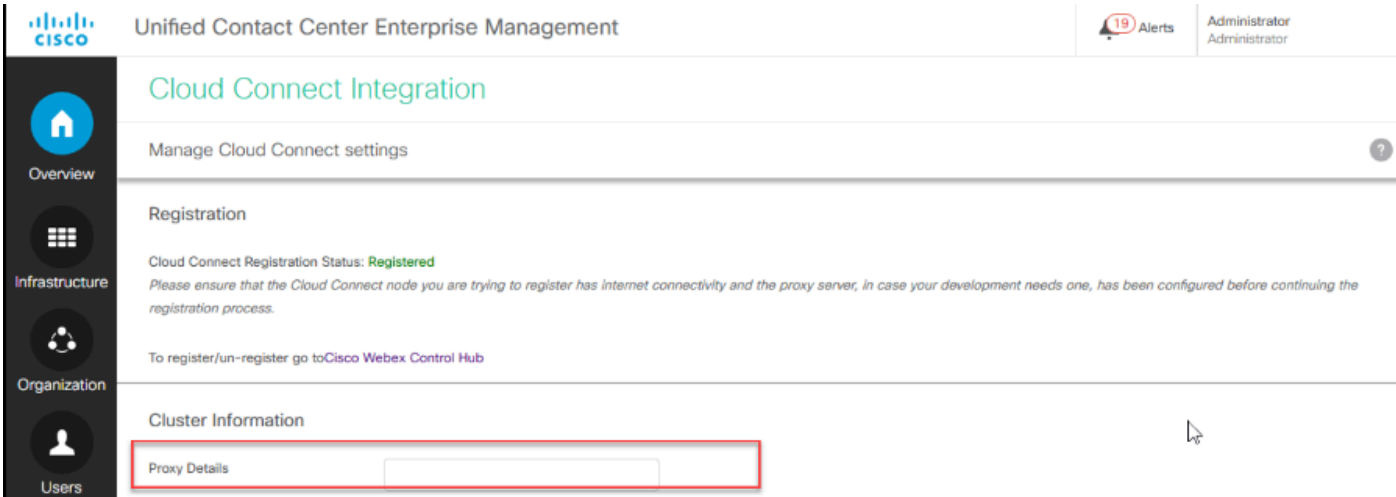 CISCO
Unified Contact Center Enterprise Management
19
Alerts
Administrator
Administrator
Cloud Connect Integration
Manage Cloud Connect settings
?
Overview
Registration
Cloud Connect Registration Status: Registered
Please ensure that the Cloud Connect node you are trying to register has internet connectivity and the proxy server, in case your development needs one, has been configured before continuing the
registration process.
Infrastructure
To register/un-register go toCisco Webex Control Hub
Organization
Cluster Information
Proxy Details
Users